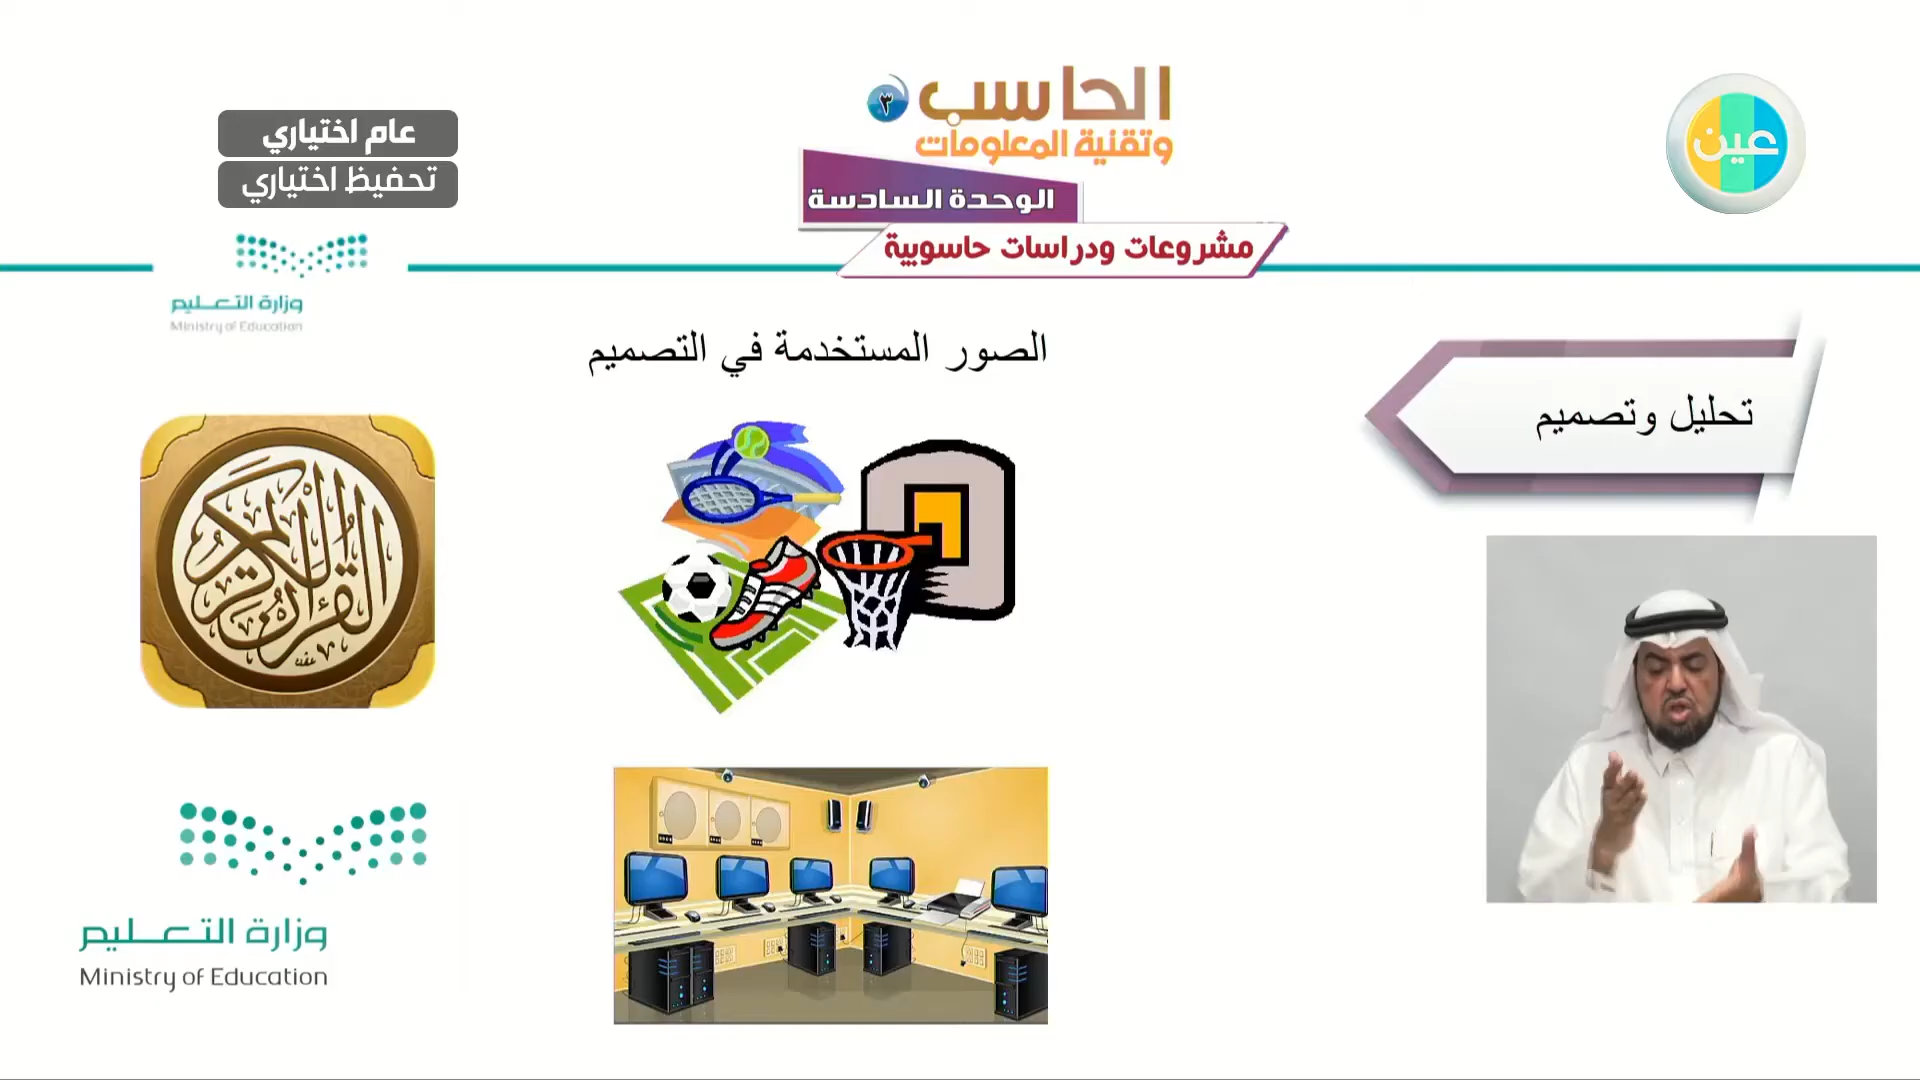 الحاسب ٣
وتقنية المعلومات
عين
عام اختياري
تحفيظ اختياري
الوحدة السادسة
مشروعات ودراسات حاسوبية
وزارة التعليم
Ministry of Education
الصور المستخدمة في التصميم
تحليل وتصميم
القرآن الكريم
وزارة التعليم
Ministry of Education